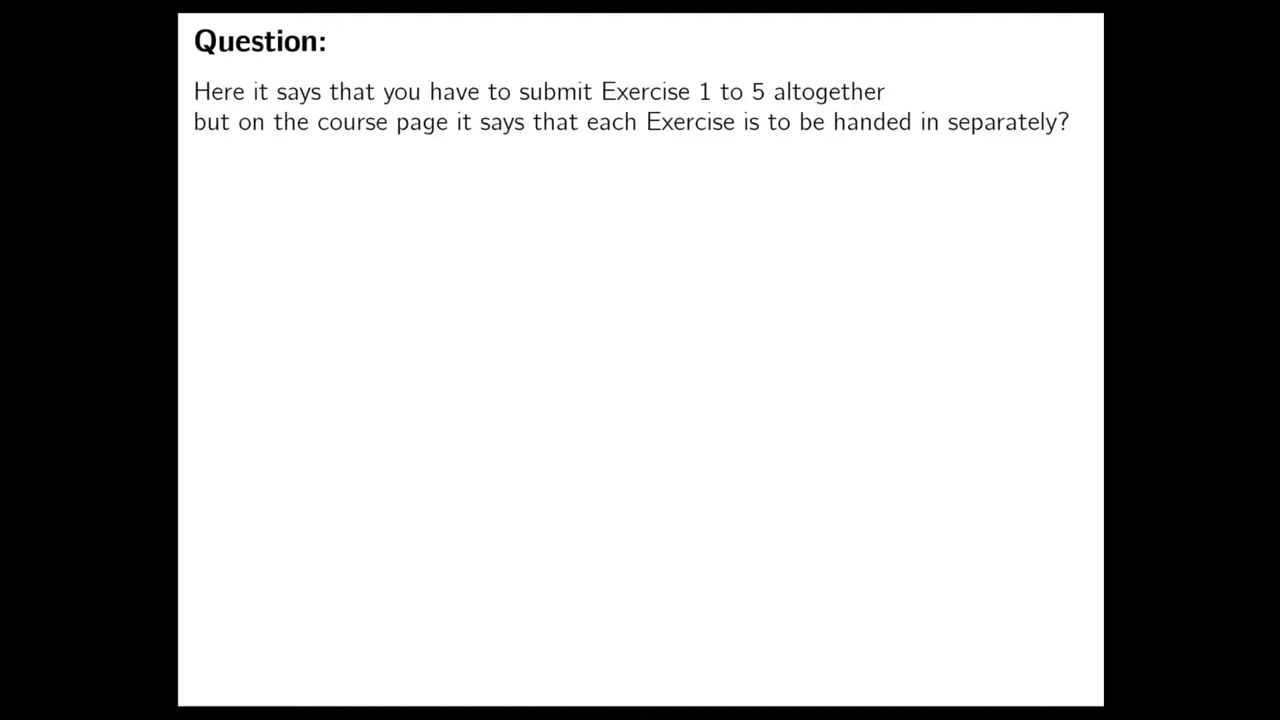 Question:
Here it says that you have to submit Exercise 1 to 5 altogether
but on the course page it says that each Exercise is to be handed in separately?